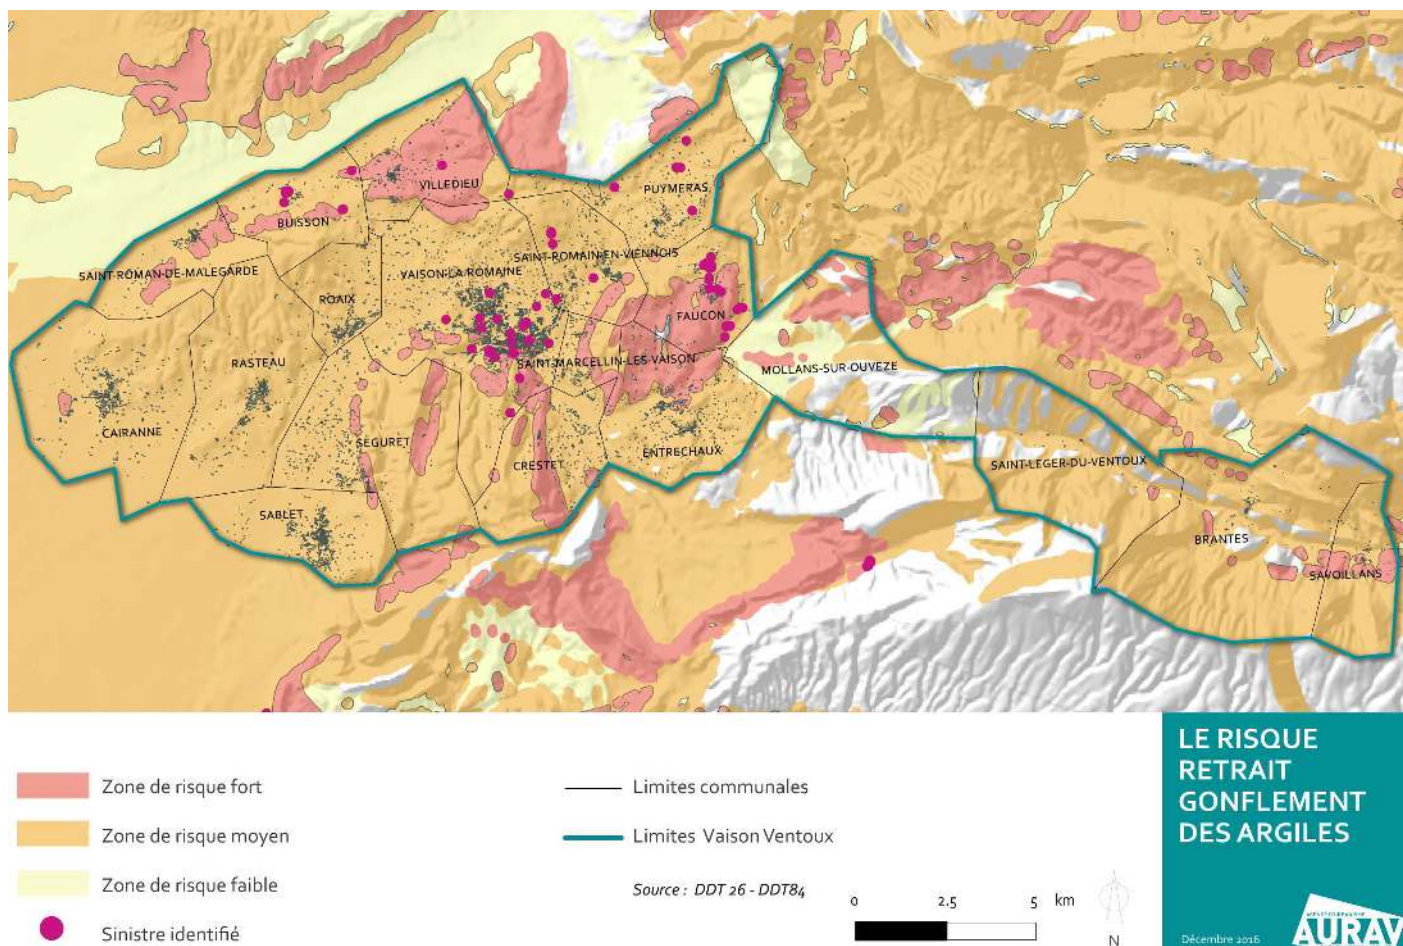 VILLEDIEU
PUYMERAS
BUISSON
SAINT-ROMAN-DE-MALEGARDE
VAISON-LA-ROMAINE
SAINT-ROMAIN-EN-VIENNOIS
ROAIX
FAUCON
RASTEAU
SAINT-MARCELLIN-LES-VAISON
MOLLANS-SUR-OUVEZE
CAIRANNE
SEGURET
ENTRECHAUX
CRESTET
SAINT-LEGER-DU-VENTOUX
SABLET
BRANTES
SAVOILLANS
Zone de risque fort
Zone de risque moyen
Zone de risque faible
Sinistre identifié
Limites communales
Limites Vaison Ventoux
Source : DDT 26 - DDT84
0 2.5 5 km
N
LE RISQUE
RETRAIT
GONFLEMENT
DES ARGILES
Décembre 2016
AURAV